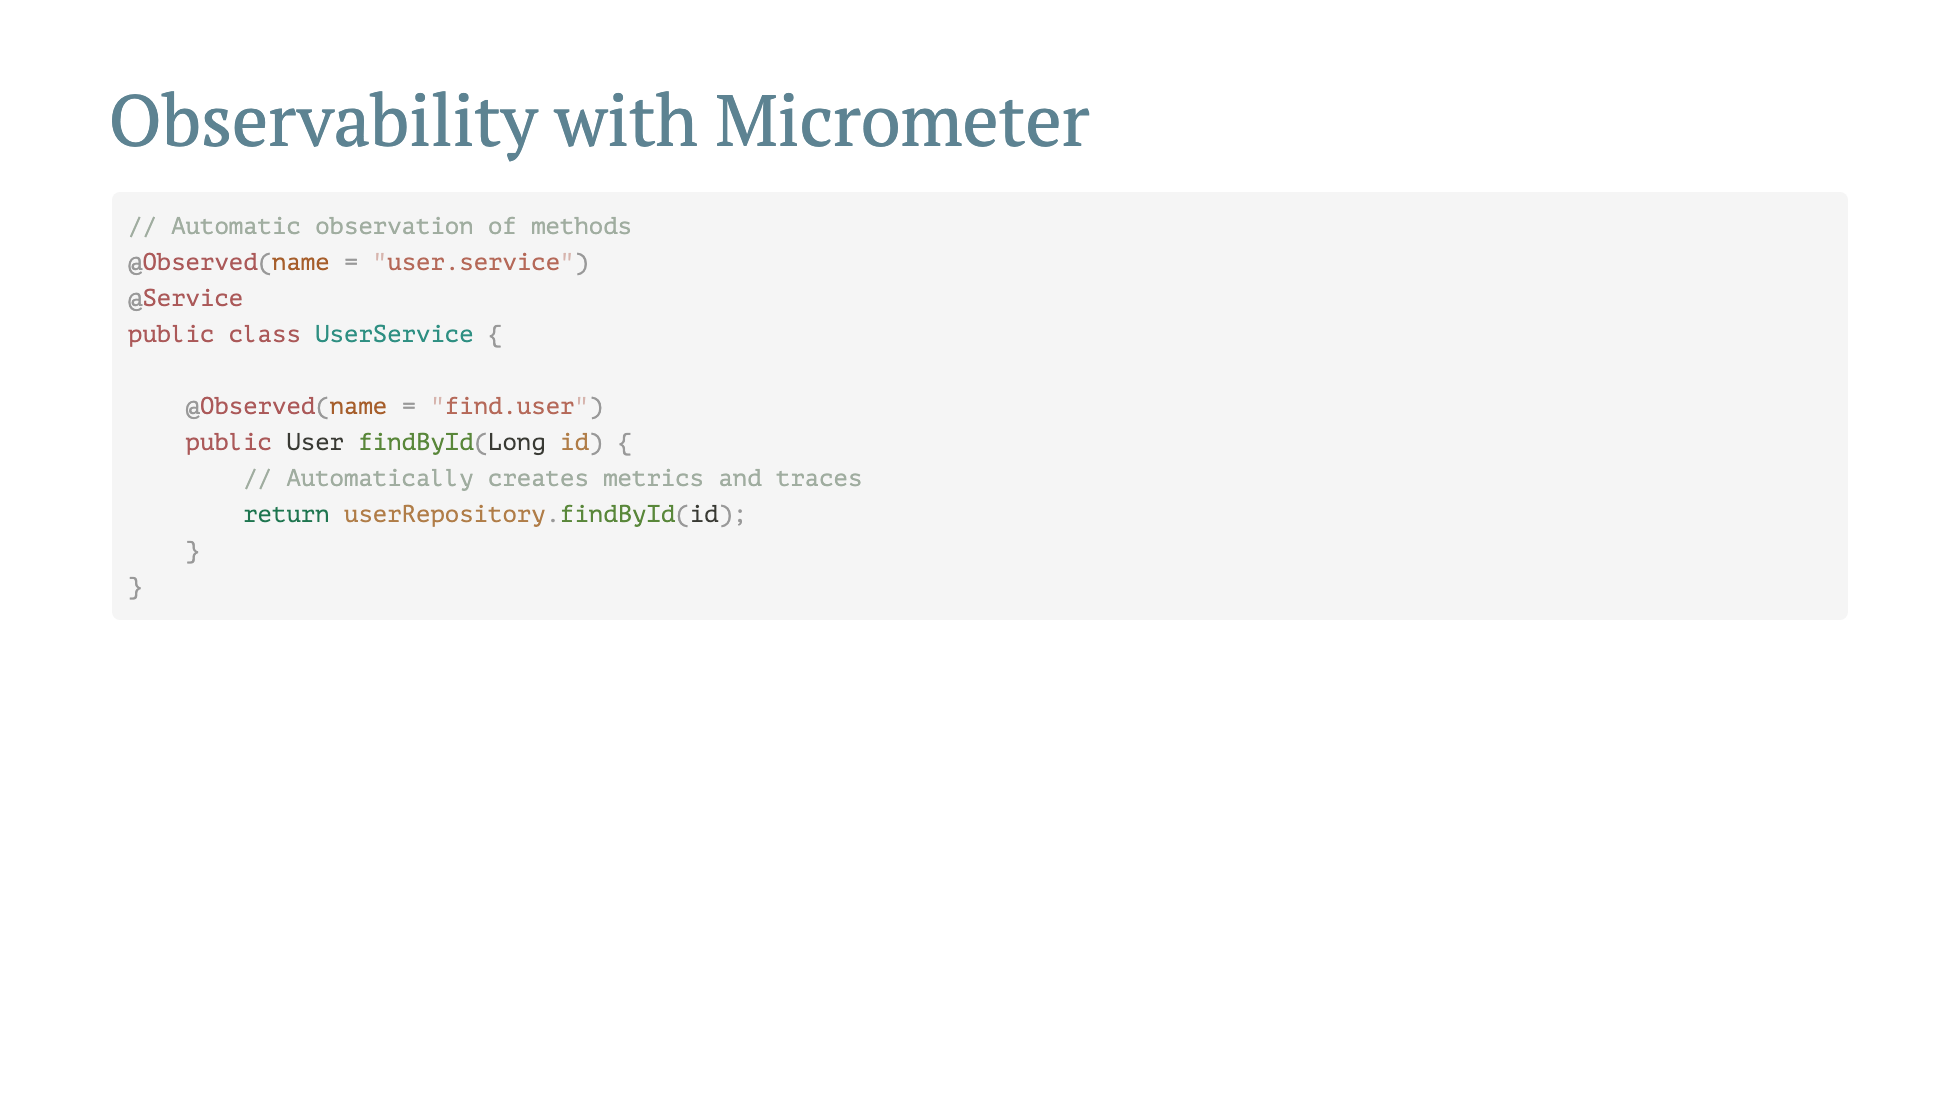 Observability with Micrometer
// Automatic observation of methods
@Observed(name = "user.service")
@Service
public class UserService {
    @Observed(name = "find.user")
    public User findById(Long id) {
        // Automatically creates metrics and traces
        return userRepository.findById(id);
    }
}